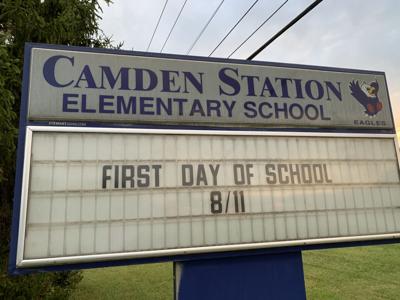 CAMDEN STATION
ELEMENTARY SCHOOL
EAGLES
FIRST DAY OF SCHOOL
8/11